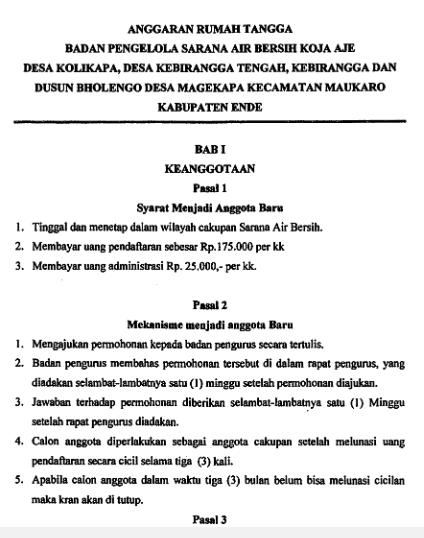 ANGGARAN RUMAH TANGGA
BADAN PENGELOLA SARANA AIR BERSIH KOJA AJE
DESA KOLIKAPA, DESA KEBIRANGGA TENGAH, KEBIRANGGA DAN
DUSUN BHOLENGO DESA MAGEKAPA KECAMATAN MAUKARO
KABUPATEN ENDE
BAB I
KEANGGOTAAN
Pasal 1
Syarat Menjadi Anggota Baru
1. Tinggal dan menetap dalam wilayah cakupan Sarana Air Bersih.
2. Membayar uang pendaftaran sebesar Rp.175.000 per kk
3. Membayar uang administrasi Rp. 25.000,- per kk.
Pasal 2
Mekanisme menjadi anggota Baru
1. Mengajukan permohonan kepada badan pengurus secara tertulis.
2. Badan pengurus membahas permohonan tersebut di dalam rapat pengurus, yang
diadakan selambat-lambatnya satu (1) minggu setelah permohonan diajukan.
3. Jawaban terhadap permohonan diberikan selambat-lambatnya satu (1) Minggu
setelah rapat pengurus diadakan.
4. Calon anggota diperlakukan sebagai anggota cakupan setelah melunasi uang
pendaftaran secara cicil selama tiga (3) kali.
5. Apabila calon anggota dalam waktu tiga (3) bulan belum bisa melunasi cicilan
maka kran akan di tutup.
Pasal 3